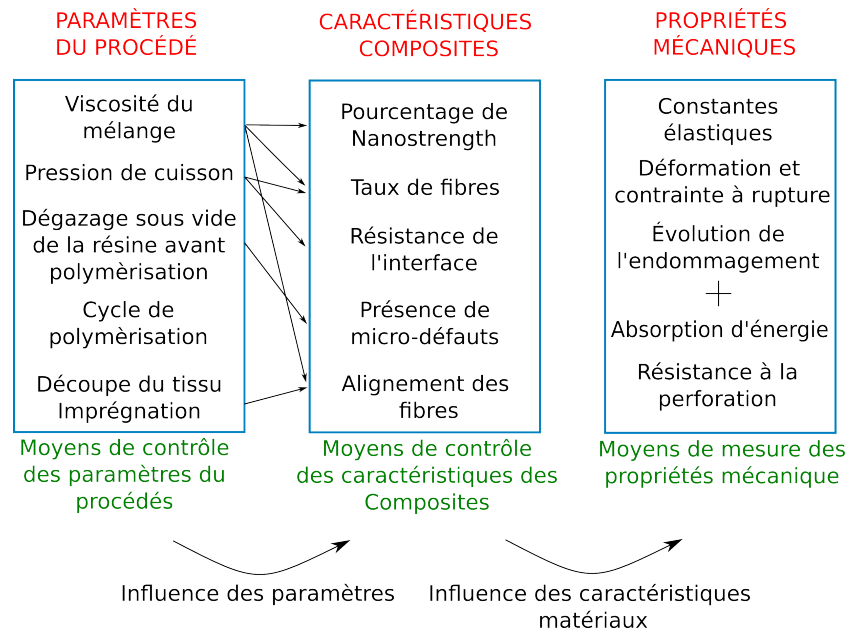 PARAMÈTRES
DU PROCÉDÉ
CARACTÉRISTIQUES
COMPOSITES
PROPRIÉTÉS
MÉCANIQUES
Viscosité du
mélange
Pression de cuisson
Dégazage sous vide
de la résine avant
polymèrisation
Cycle de
polymèrisation
Découpe du tissu
Imprégnation
Pourcentage de
Nanostrength
Taux de fibres
Résistance de
l'interface
Présence de
micro-défauts
Alignement des
fibres
Constantes
élastiques
Déformation et
contrainte à rupture
Évolution de
l'endommagement
+
Absorption d'énergie
Résistance à la
perforation
Moyens de contrôle
des paramètres du
procédés
Moyens de contrôle
des caractéristiques des
Composites
Moyens de mesure des
propriétés mécanique
Influence des paramètres
Influence des caractéristiques
matériaux